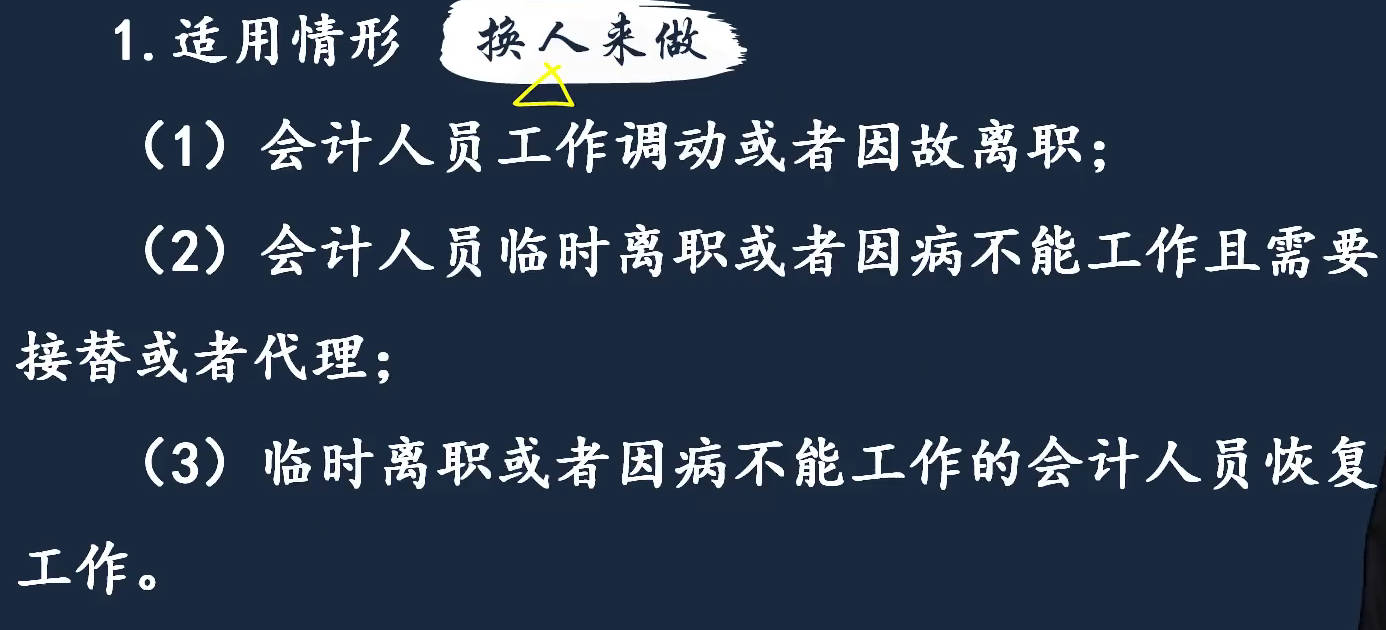 1.适用情形 换人来做
（1）会计人员工作调动或者因故离职；
（2）会计人员临时离职或者因病不能工作且需要
接替或者代理；
（3）临时离职或者因病不能工作的会计人员恢复
工作。